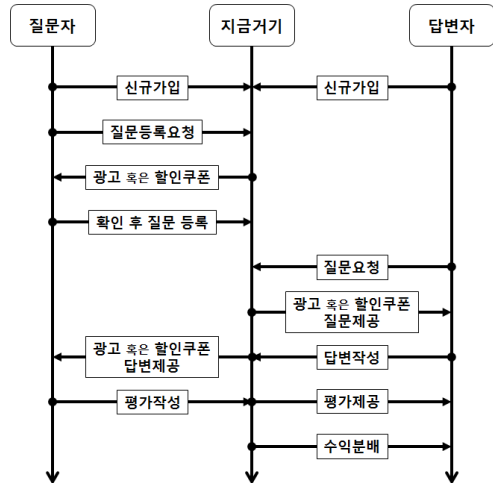 질문자
지금거기
답변자
신규가입
신규가입
질문등록요청
광고 혹은 할인쿠폰
확인 후 질문 등록
질문요청
광고 혹은 할인쿠폰
질문제공
광고 혹은 할인쿠폰
답변제공
답변작성
평가작성
평가제공
수익분배